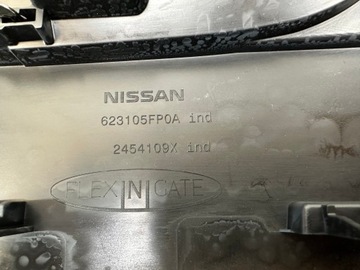 NISSAN
623105FP0A ind
2454109X ind
FLEX N GATE